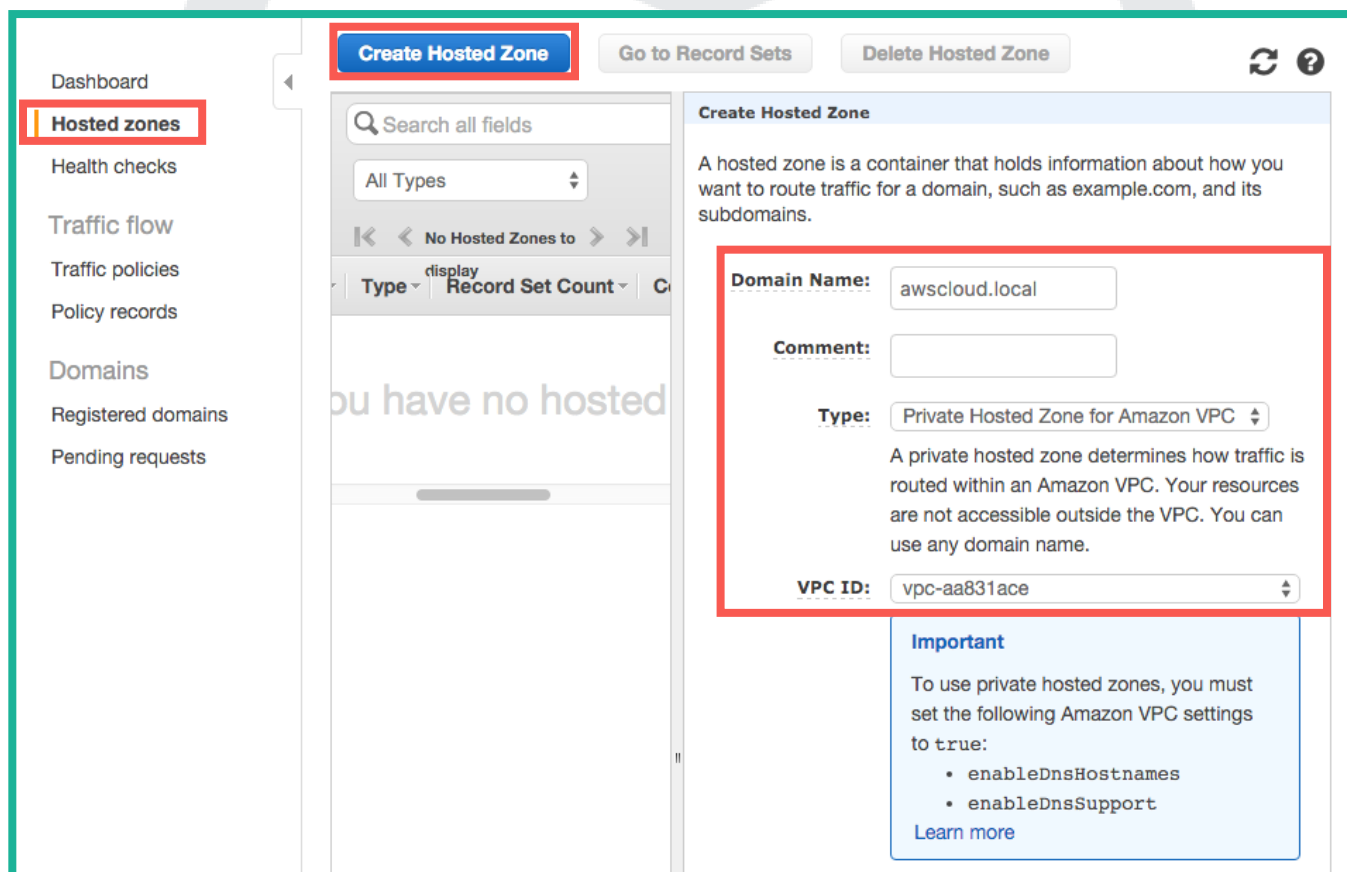 Create Hosted Zone
Go to Record Sets
Delete Hosted Zone
Dashboard
Hosted zones
Health checks
Traffic flow
Traffic policies
Policy records
Domains
Registered domains
Pending requests
Search all fields
All Types
No Hosted Zones to
display
Type
Record Set Count
ou have no hosted
Create Hosted Zone
A hosted zone is a container that holds information about how you
want to route traffic for a domain, such as example.com, and its
subdomains.
Domain Name: awscloud.local
Comment:
Type: Private Hosted Zone for Amazon VPC
A private hosted zone determines how traffic is
routed within an Amazon VPC. Your resources
are not accessible outside the VPC. You can
use any domain name.
VPC ID: vpc-aa831ace
Important
To use private hosted zones, you must
set the following Amazon VPC settings
to true:
• enableDnsHostnames
• enableDnsSupport
Learn more